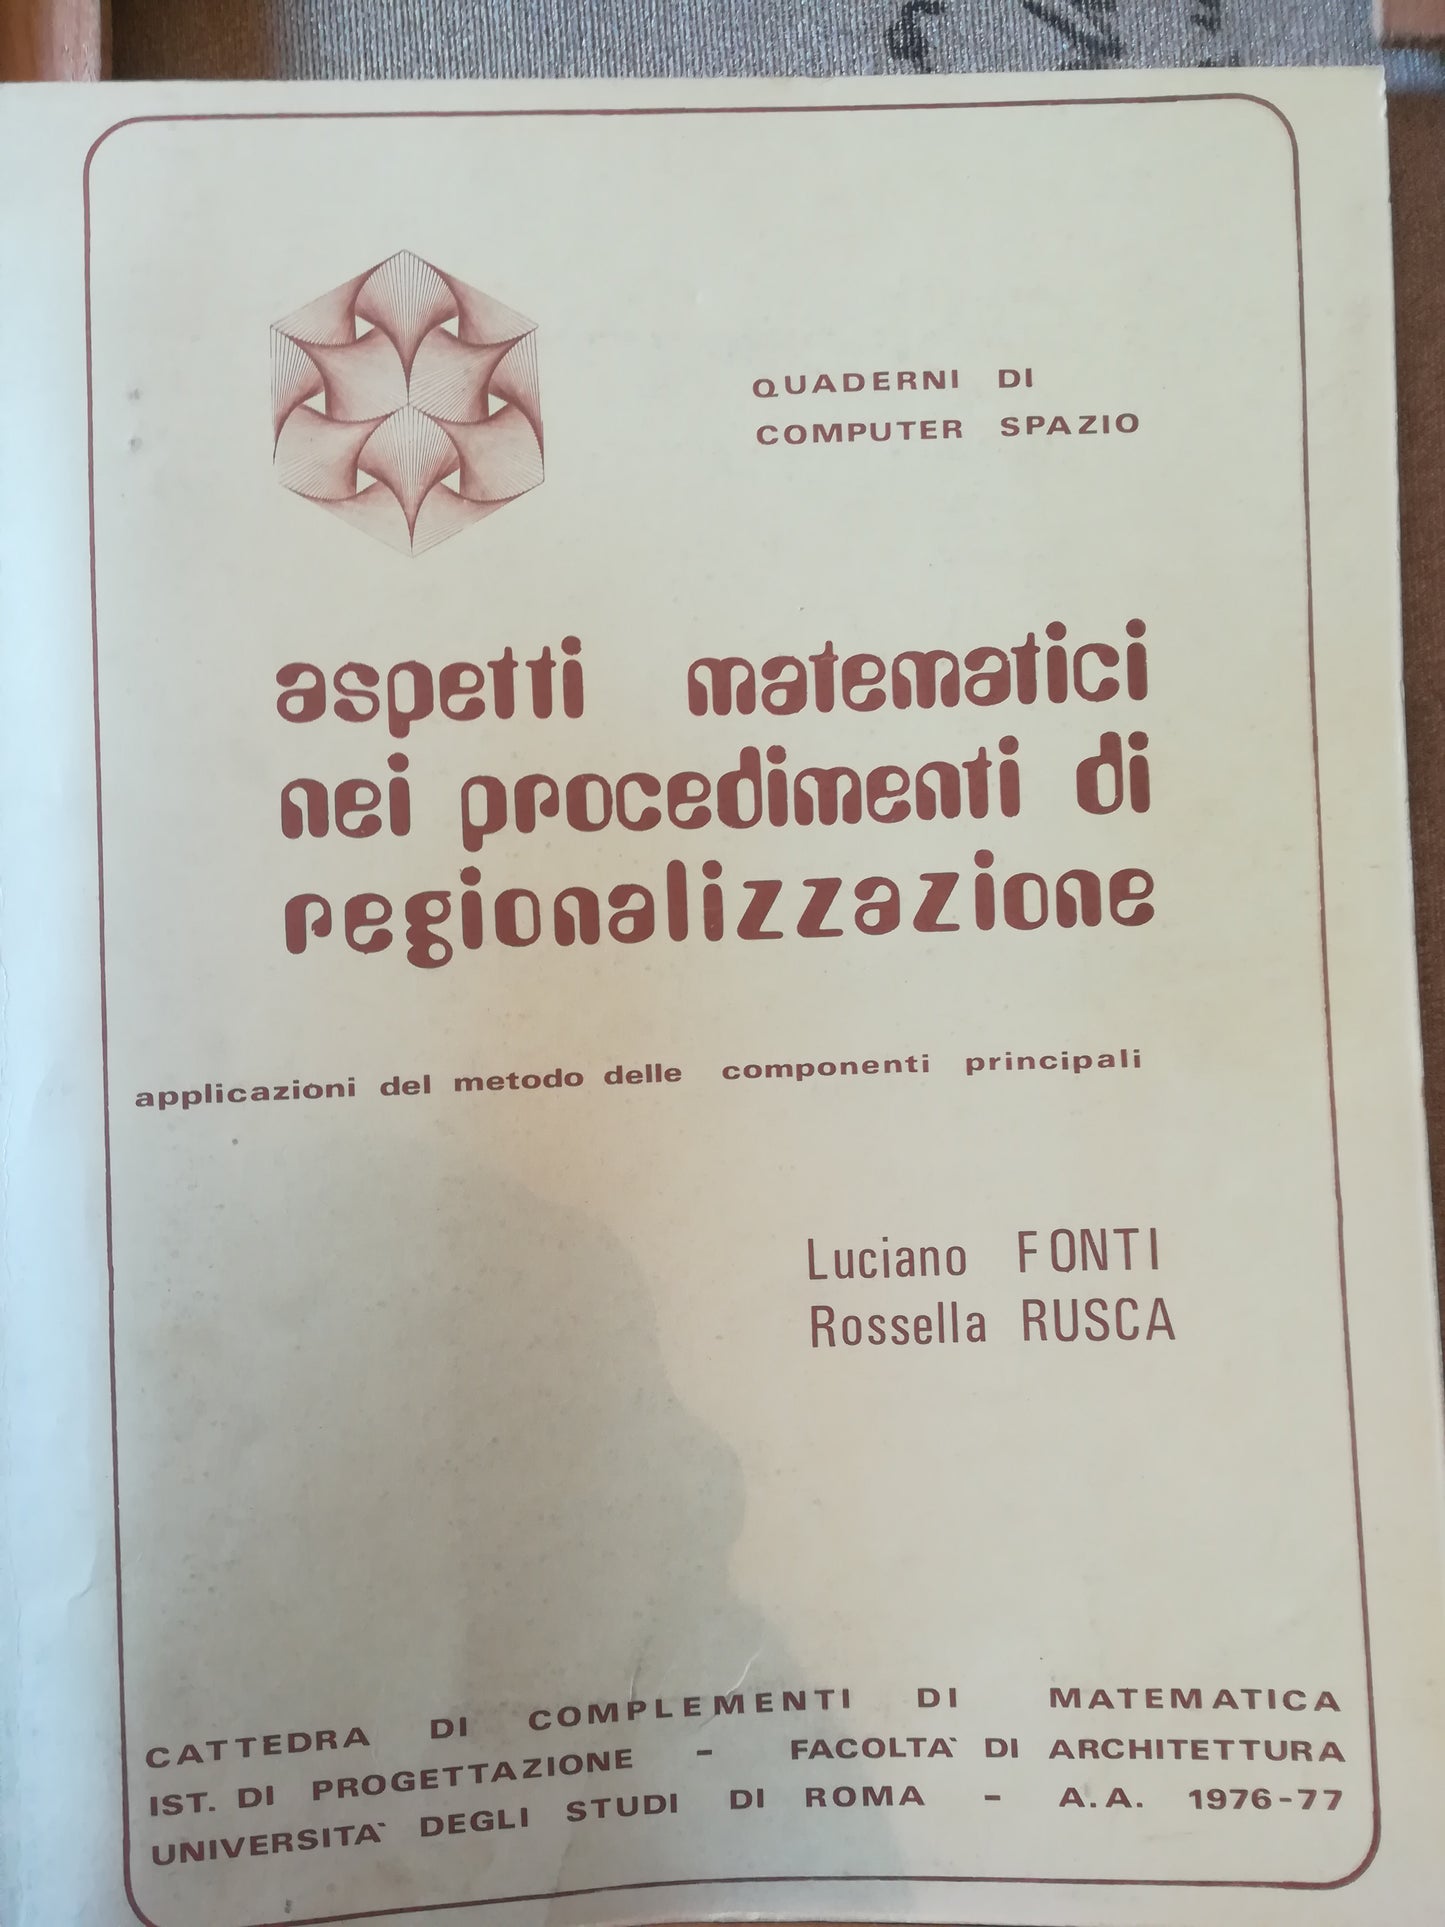 QUADERNI DI
COMPUTER SPAZIO
aspetti matematici
nei procedimenti di
regionalizzazione
applicazioni del metodo delle componenti principali
Luciano FONTI
Rossella RUSCA
CATTEDRA DI COMPLEMENTI DI MATEMATICA
IST. DI PROGETTAZIONE - FACOLTA` DI ARCHITETTURA
UNIVERSITA` DEGLI STUDI DI ROMA - A.A. 1976-77